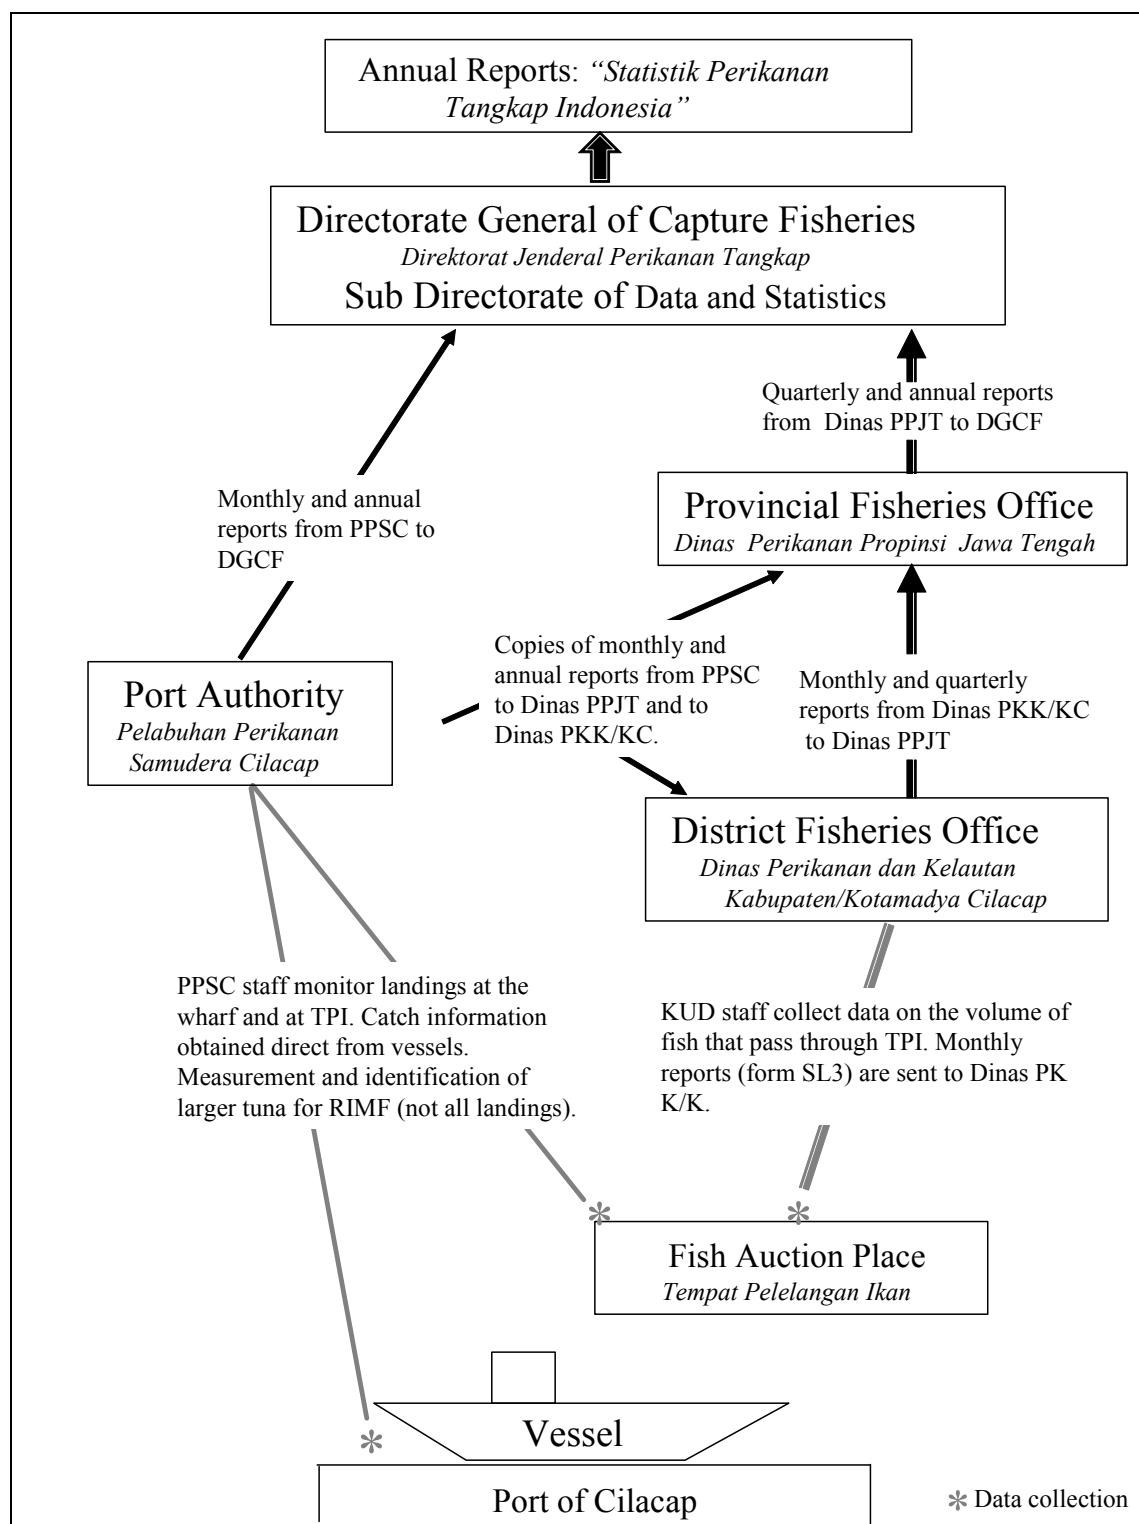 Annual Reports: “Statistik Perikanan
Tangkap Indonesia”
Directorate General of Capture Fisheries
Direktorat Jenderal Perikanan Tangkap
Sub Directorate of Data and Statistics
Quarterly and annual reports
from Dinas PPJT to DGCF
Monthly and annual
reports from PPSC to
DGCF
Provincial Fisheries Office
Dinas Perikanan Propinsi Jawa Tengah
Copies of monthly and
annual reports from PPSC
to Dinas PPJT and to
Dinas PKK/KC.
Port Authority
Pelabuhan Perikanan
Samudera Cilacap
Monthly and quarterly
reports from Dinas PKK/KC
to Dinas PPJT
District Fisheries Office
Dinas Perikanan dan Kelautan
Kabupaten/Kotamadya Cilacap
PPSC staff monitor landings at the
wharf and at TPI. Catch information
obtained direct from vessels.
Measurement and identification of
larger tuna for RIMF (not all landings).
KUD staff collect data on the volume of
fish that pass through TPI. Monthly
reports (form SL3) are sent to Dinas PK
K/K.
Fish Auction Place
Tempat Pelelangan Ikan
Vessel
Port of Cilacap
* Data collection